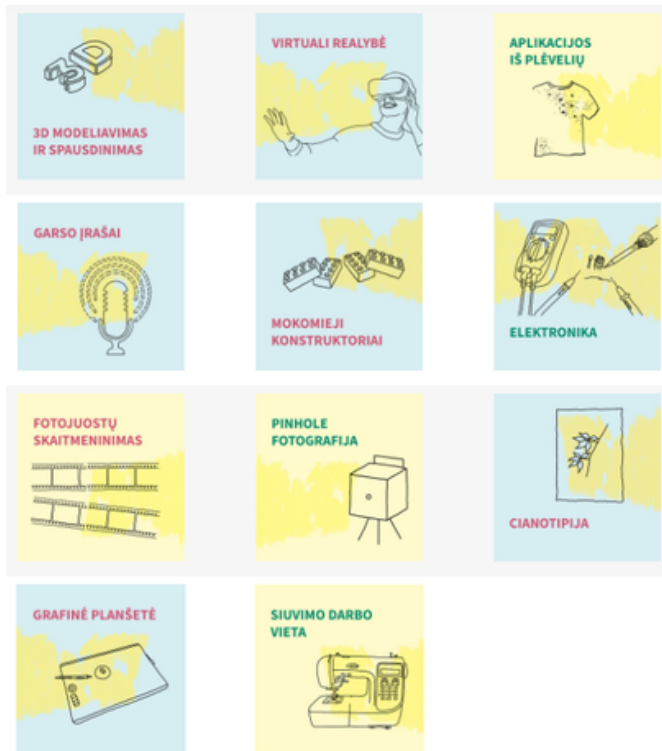 3D MODELIAVIMAS
IR SPAUSDINIMAS
VIRTUALI REALYBĖ
APLIKACIJOS
IŠ PLĖVELIŲ
GARSO ĮRAŠAI
MOKOMIEJI
KONSTRUKTORIAI
ELEKTRONIKA
FOTOJUOSTŲ
SKAITMENINIMAS
PINHOLE
FOTOGRAFIJA
CIANOTIPIJA
GRAFINĖ PLANŠETĖ
SIUVIMO DARBO
VIETA